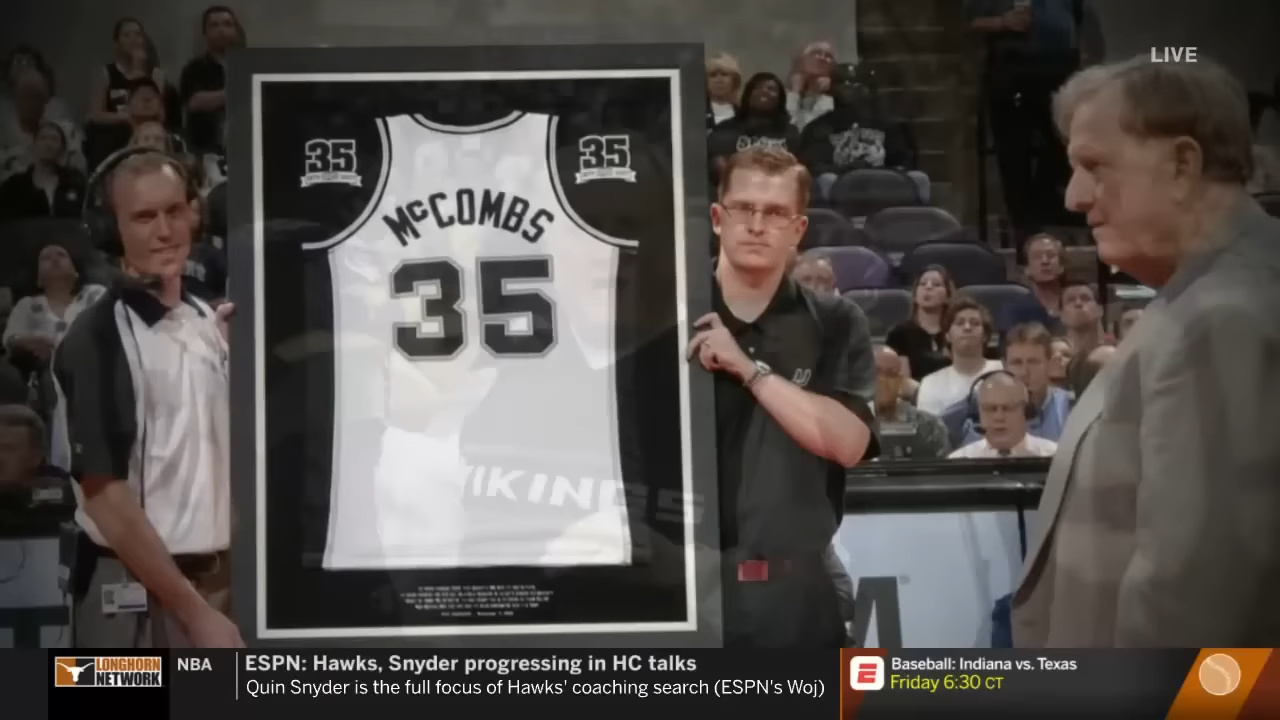 LIVE
35
35
McCOMBS
35
VIKINGS
LONGHORN
NETWORK
NBA
ESPN: Hawks, Snyder progressing in HC talks
Quin Snyder is the full focus of Hawks' coaching search (ESPN's Woj)
E
Baseball: Indiana vs. Texas
Friday 6:30 CT